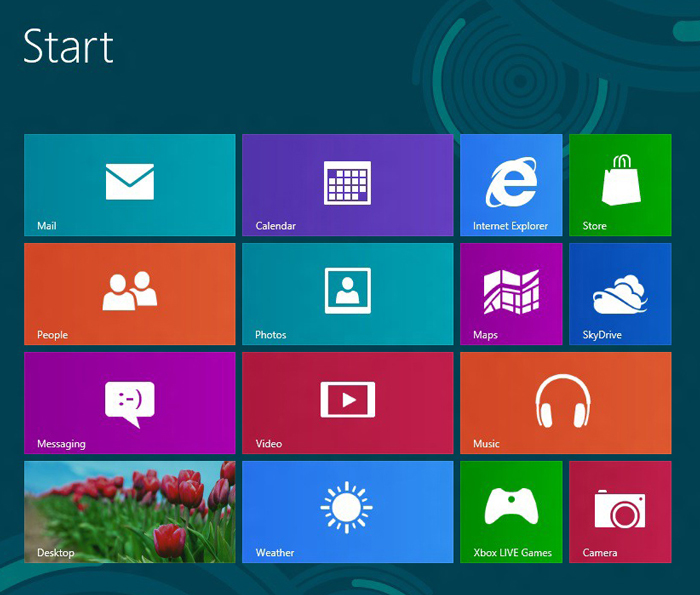 Start
Mail
Calendar
Internet Explorer
Store
People
Photos
Maps
SkyDrive
:-)
Messaging
Video
Music
Desktop
Weather
Xbox LIVE Games
Camera